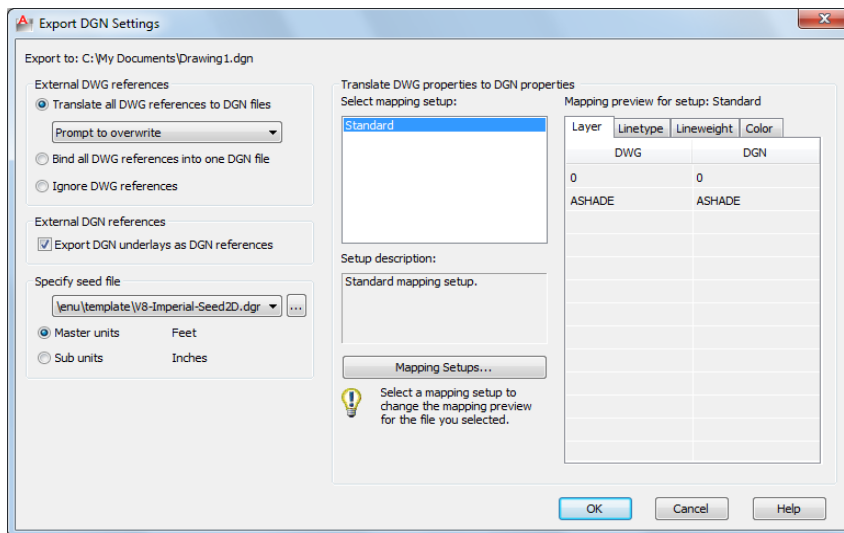 Export DGN Settings
Export to: C:\My Documents\Drawing1.dgn
External DWG references
Translate all DWG references to DGN files
Prompt to overwrite
Bind all DWG references into one DGN file
Ignore DWG references
External DGN references
Export DGN underlays as DGN references
Specify seed file
\enu\template\V8-Imperial-Seed2D.dgr
...
Master units Feet
Sub units Inches
Translate DWG properties to DGN properties
Select mapping setup:
Standard
Setup description:
Standard mapping setup.
Mapping Setups...
Select a mapping setup to
change the mapping preview
for the file you selected.
Mapping preview for setup: Standard
Layer Linetype Lineweight Color
DWG DGN
0 0
ASHADE ASHADE
OK Cancel Help